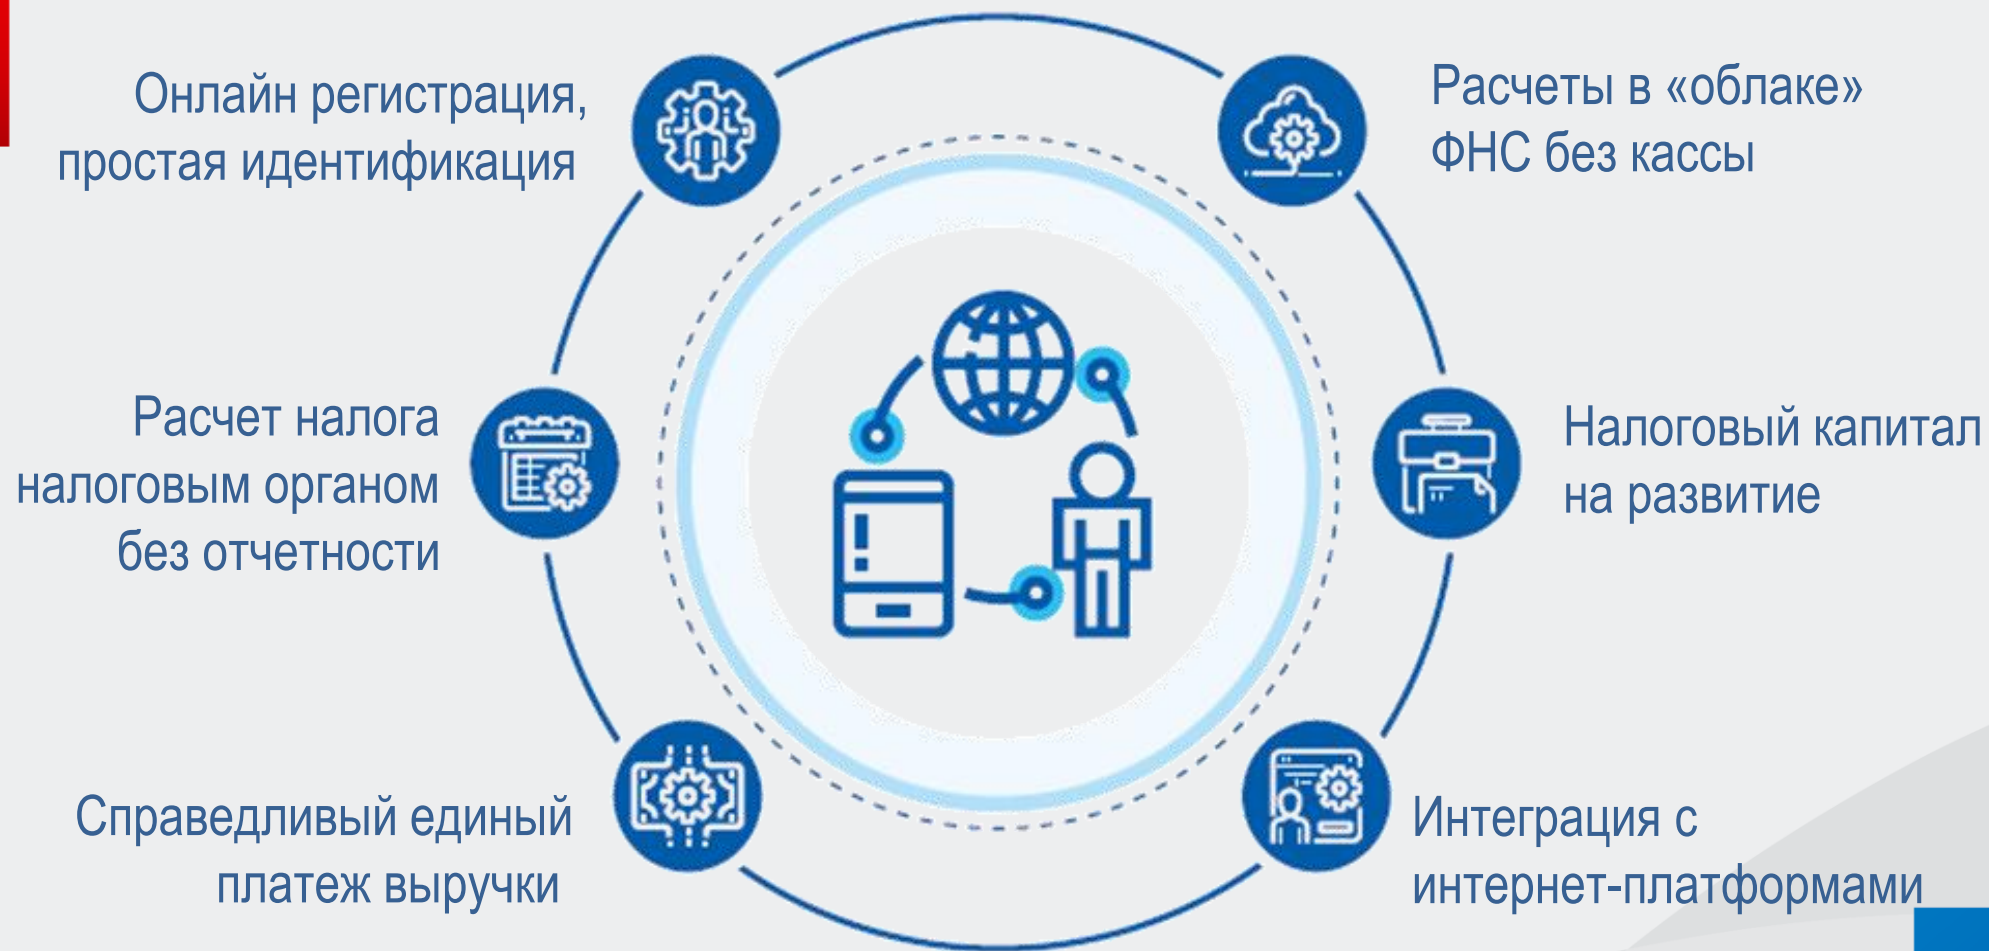 Онлайн регистрация,
простая идентификация
Расчеты в «облаке»
ФНС без кассы
Расчет налога
налоговым органом
без отчетности
Налоговый капитал
на развитие
Справедливый единый
платеж выручки
Интеграция с
интернет-платформами